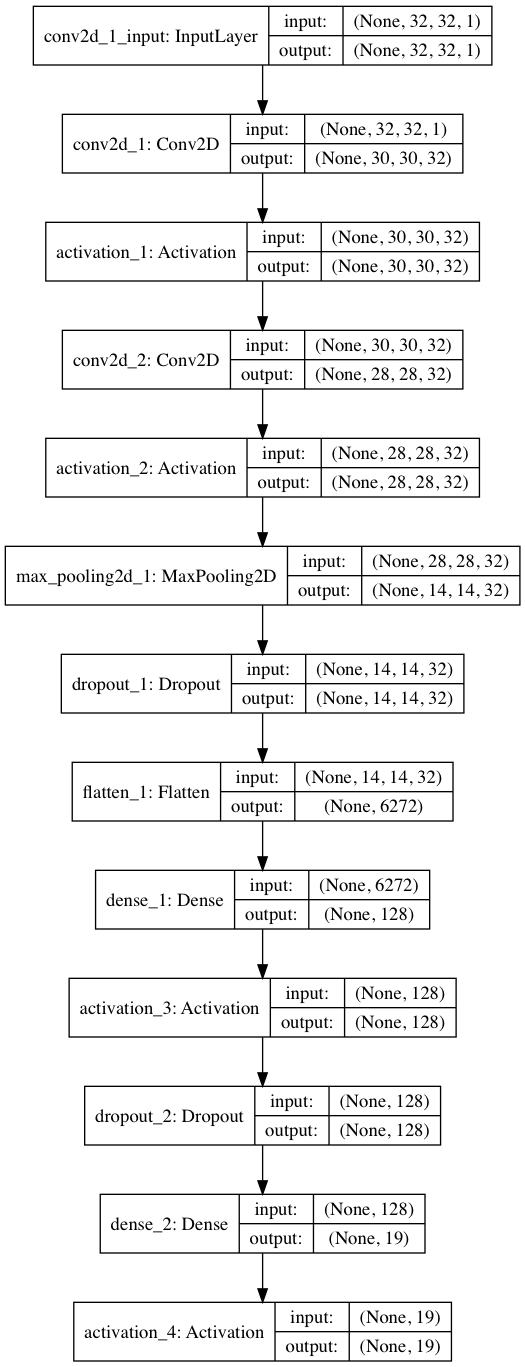 conv2d_1_input: InputLayer
input: (None, 32, 32, 1)
output: (None, 32, 32, 1)
conv2d_1: Conv2D
input: (None, 32, 32, 1)
output: (None, 30, 30, 32)
activation_1: Activation
input: (None, 30, 30, 32)
output: (None, 30, 30, 32)
conv2d_2: Conv2D
input: (None, 30, 30, 32)
output: (None, 28, 28, 32)
activation_2: Activation
input: (None, 28, 28, 32)
output: (None, 28, 28, 32)
max_pooling2d_1: MaxPooling2D
input: (None, 28, 28, 32)
output: (None, 14, 14, 32)
dropout_1: Dropout
input: (None, 14, 14, 32)
output: (None, 14, 14, 32)
flatten_1: Flatten
input: (None, 14, 14, 32)
output: (None, 6272)
dense_1: Dense
input: (None, 6272)
output: (None, 128)
activation_3: Activation
input: (None, 128)
output: (None, 128)
dropout_2: Dropout
input: (None, 128)
output: (None, 128)
dense_2: Dense
input: (None, 128)
output: (None, 19)
activation_4: Activation
input: (None, 19)
output: (None, 19)